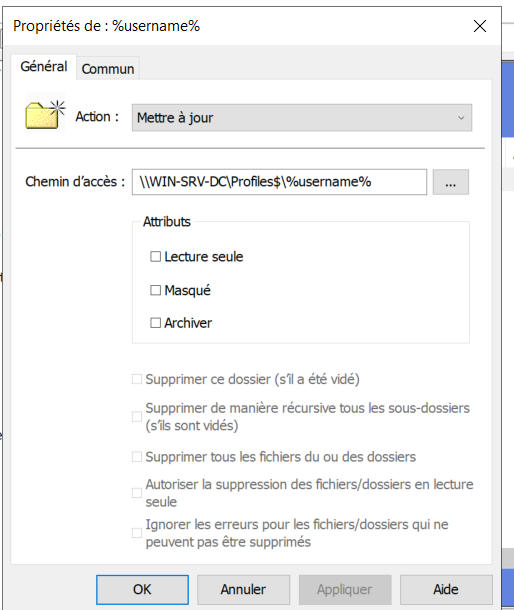 Propriétés de : %username%
Général
Commun
Action :
Mettre à jour
Chemin d’accès :
\\WIN-SRV-DC\Profiles$\%username%
...
Attributs
Lecture seule
Masqué
Archiver
Supprimer ce dossier (s’il a été vidé)
Supprimer de manière récursive tous les sous-dossiers
(s’ils sont vidés)
Supprimer tous les fichiers du ou des dossiers
Autoriser la suppression des fichiers/dossiers en lecture
seule
Ignorer les erreurs pour les fichiers/dossiers qui ne
peuvent pas être supprimés
OK
Annuler
Appliquer
Aide